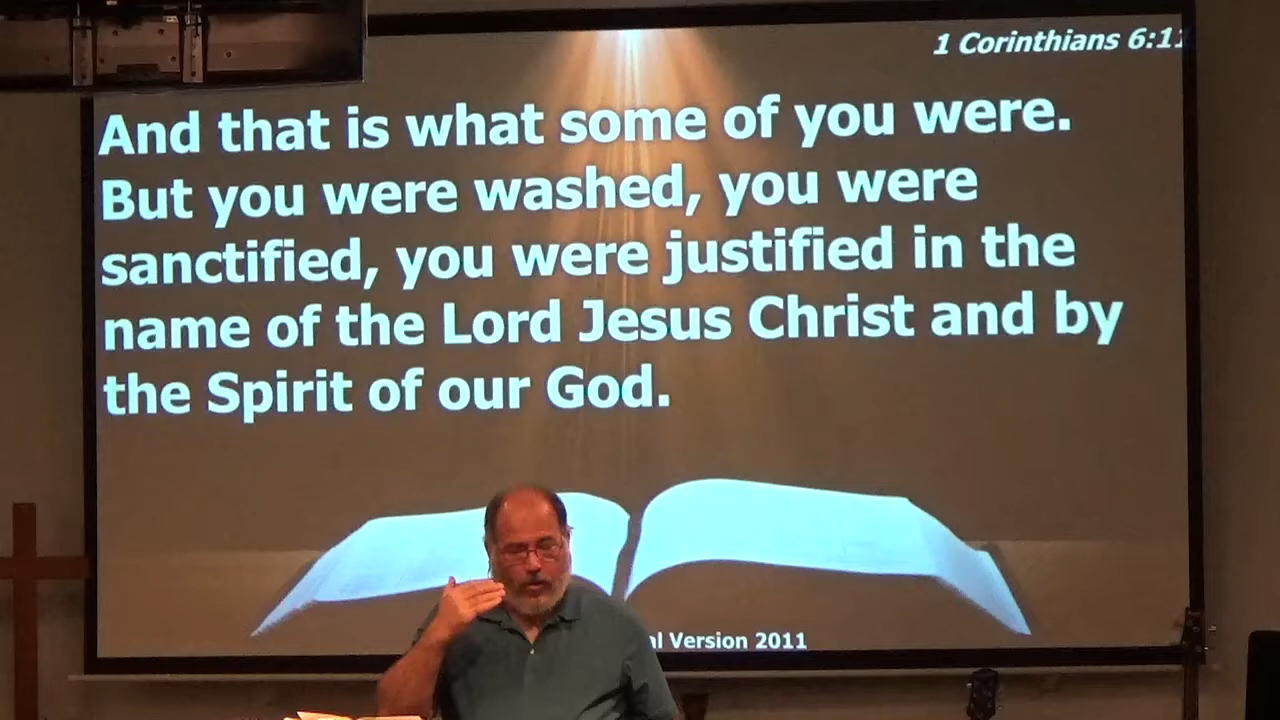 1 Corinthians 6:11
And that is what some of you were.
But you were washed, you were
sanctified, you were justified in the
name of the Lord Jesus Christ and by
the Spirit of our God.
Version 2011